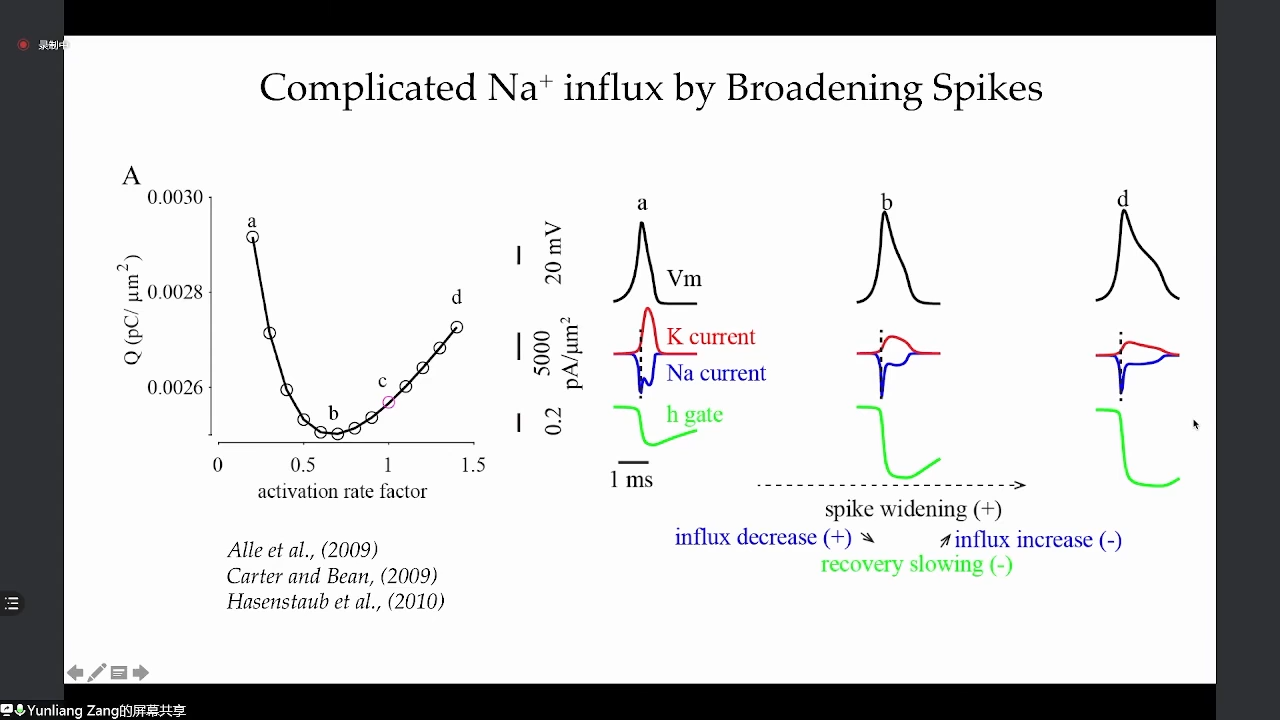 录制中
Complicated Na⁺ influx by Broadening Spikes
A
0.0030
0.0028
0.0026
Q (pC/ μm²)
a
b
c
d
0
0.5
1
1.5
activation rate factor
20 mV
5000
pA/μm²
0.2
a
b
d
Vm
K current
Na current
h gate
1 ms
spike widening (+)
influx decrease (+)
influx increase (-)
recovery slowing (-)
Alle et al., (2009)
Carter and Bean, (2009)
Hasenstaub et al., (2010)
Yunliang Zang的屏幕共享